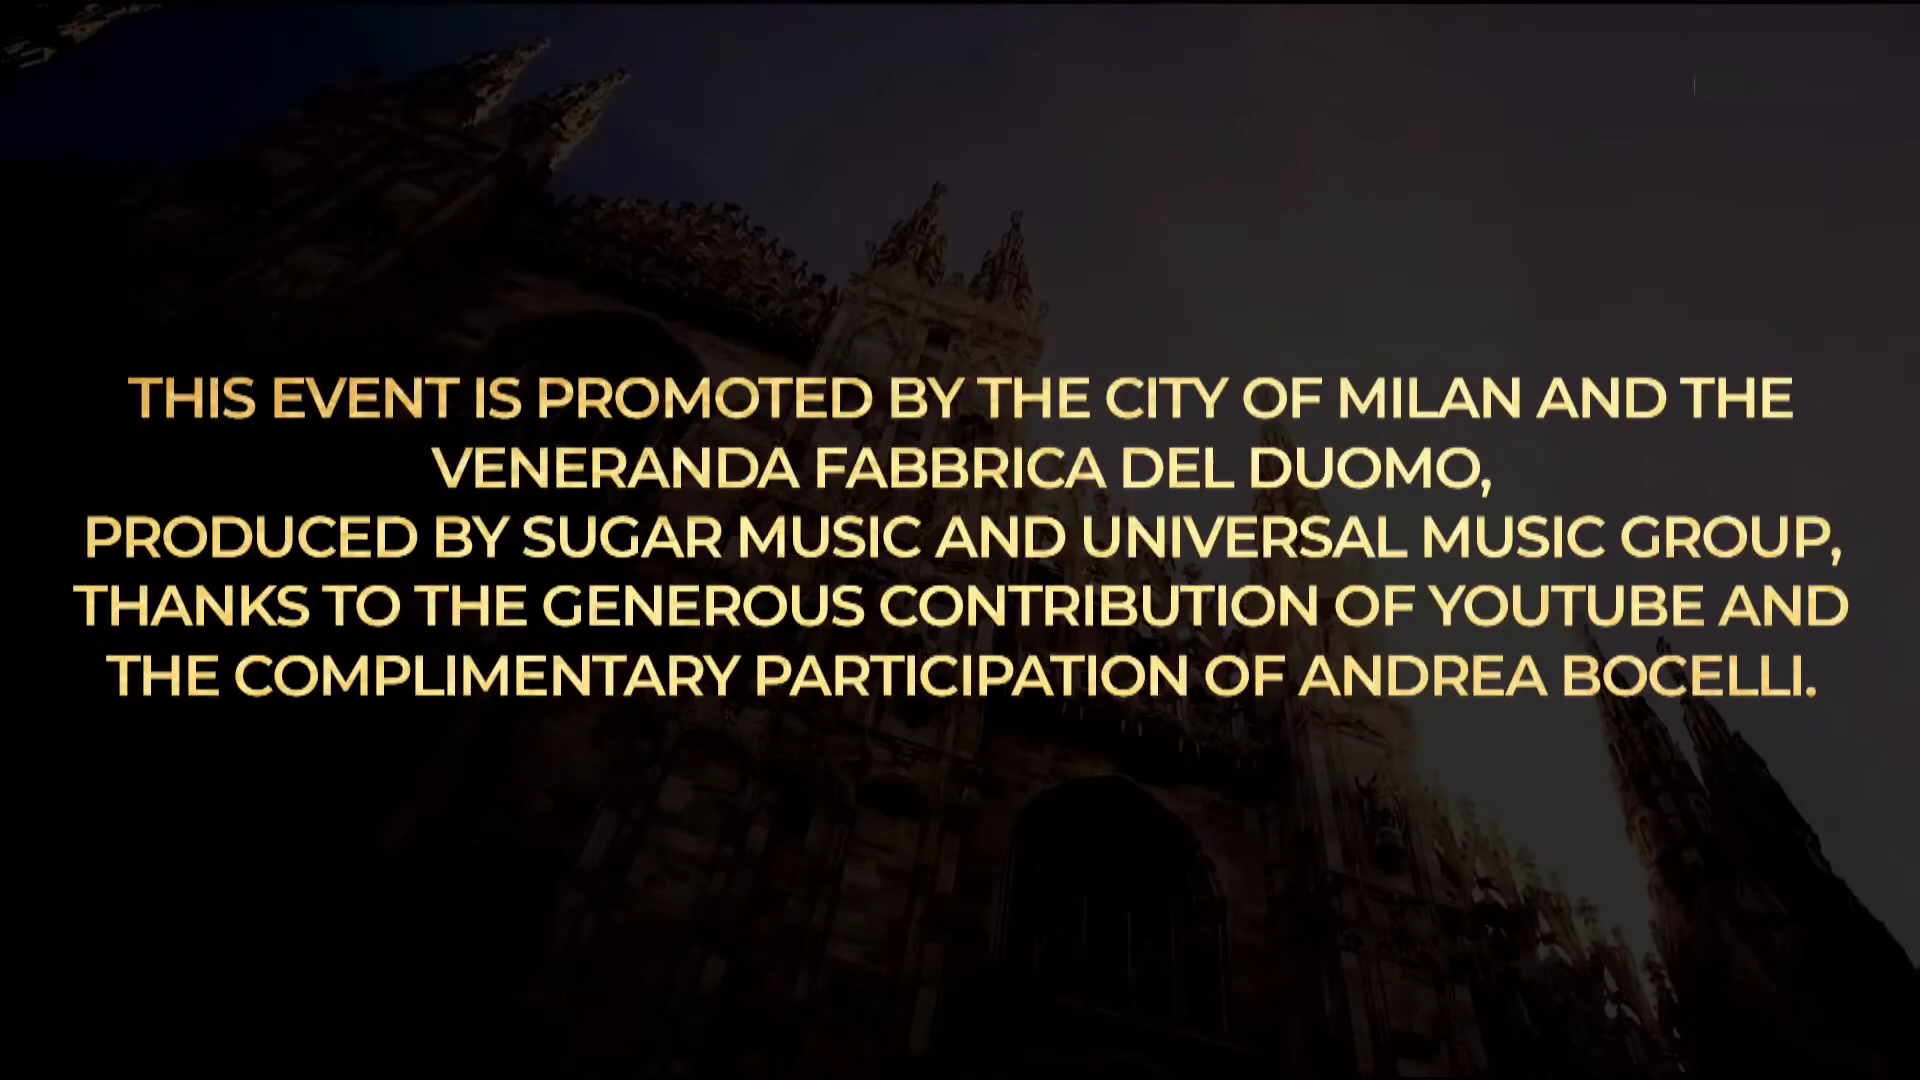 THIS EVENT IS PROMOTED BY THE CITY OF MILAN AND THE
VENERANDA FABBRICA DEL DUOMO,
PRODUCED BY SUGAR MUSIC AND UNIVERSAL MUSIC GROUP,
THANKS TO THE GENEROUS CONTRIBUTION OF YOUTUBE AND
THE COMPLIMENTARY PARTICIPATION OF ANDREA BOCELLI.